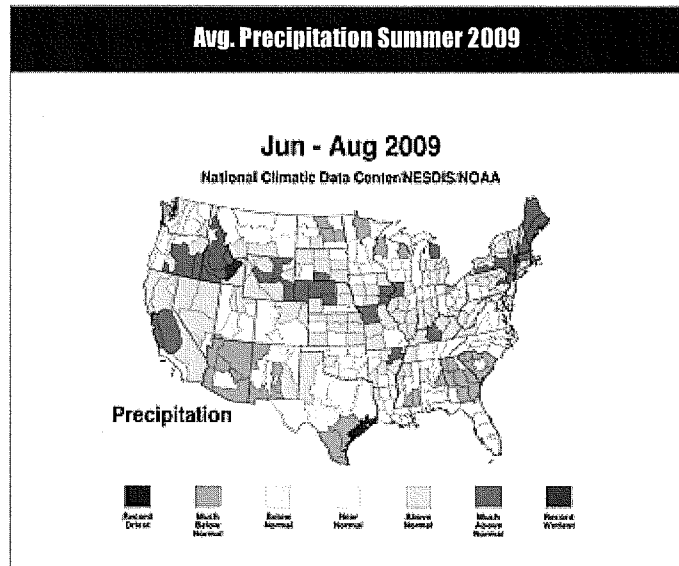 Avg. Precipitation Summer 2009
Jun - Aug 2009
National Climatic Data Center/NESDIS/NOAA
Precipitation
Record Driest
Much Below Normal
Below Normal
Near Normal
Above Normal
Much Above Normal
Record Wettest